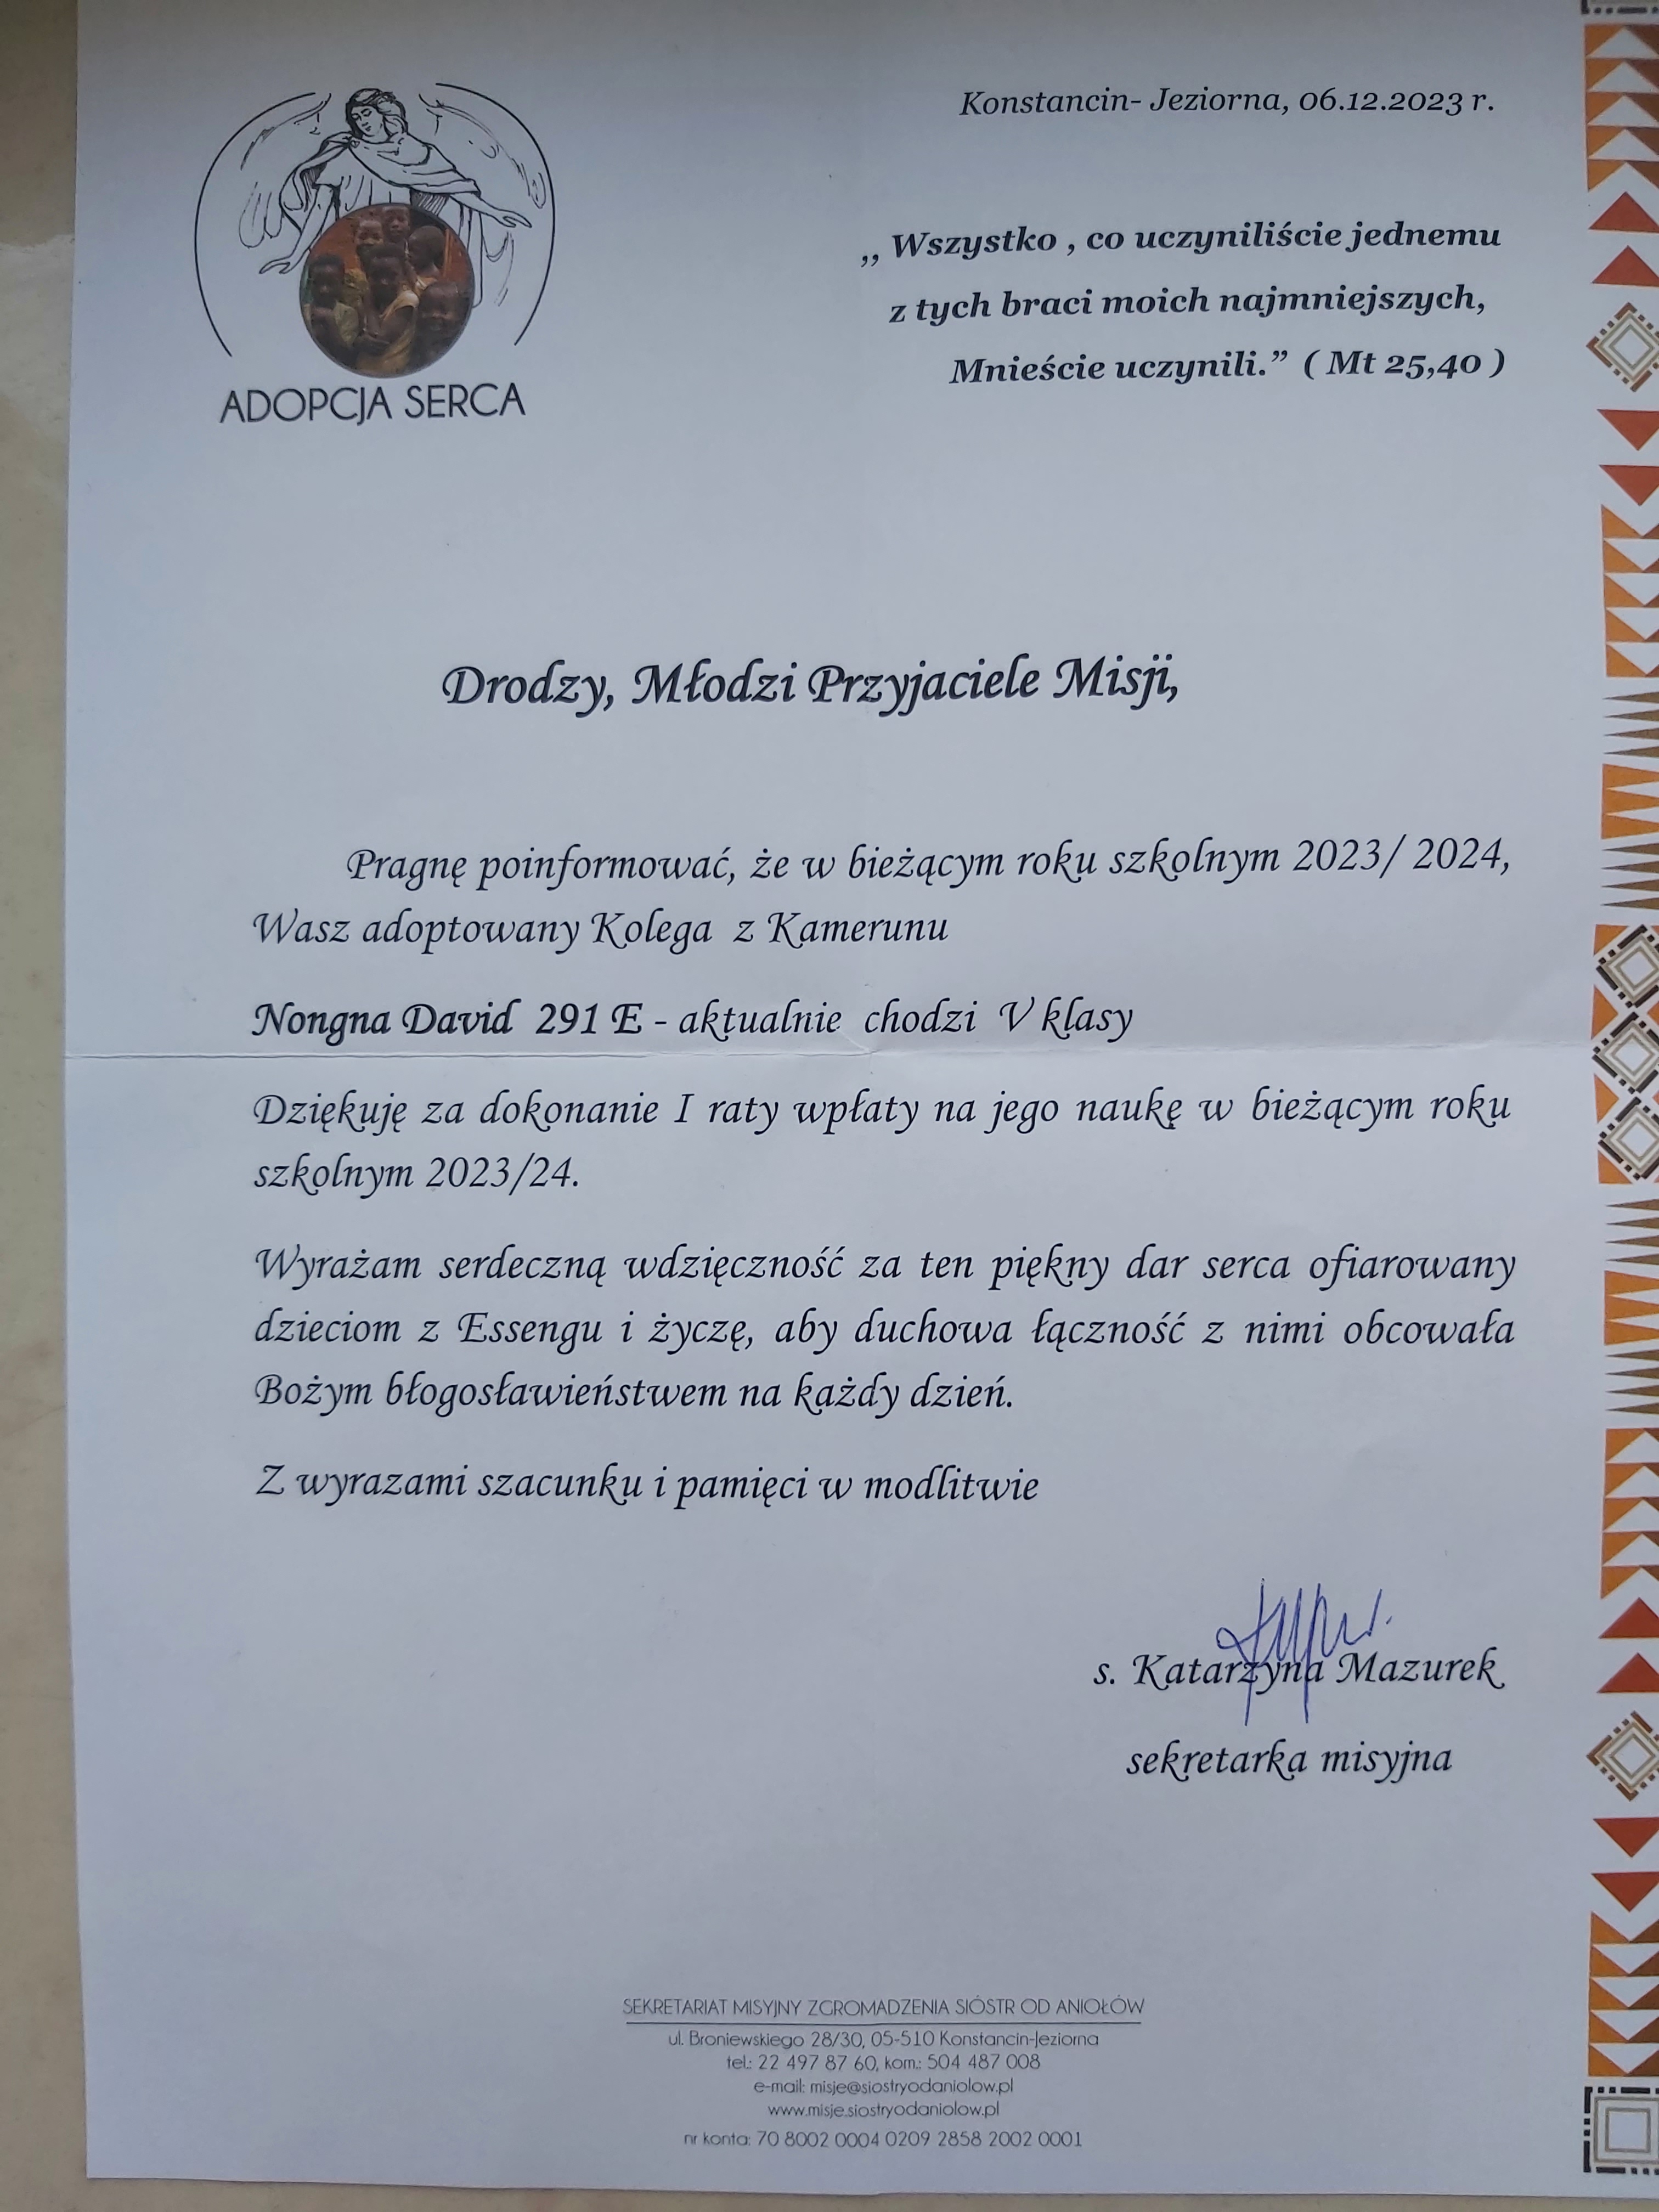 Konstancin- Jeziorna, 06.12.2023 r.
,, Wszystko , co uczyniliście jednemu
z tych braci moich najmniejszych,
Mnieście uczynili.” ( Mt 25,40 )
ADOPCJA SERCA
Drodzy, Młodzi Przyjaciele Misji,
Pragnę poinformować, że w bieżącym roku szkolnym 2023/ 2024,
Wasz adoptowany Kolega z Kamerunu
Nongna David 291 E - aktualnie chodzi V klasy
Dziękuję za dokonanie I raty wpłaty na jego naukę w bieżącym roku
szkolnym 2023/24.
Wyrażam serdeczną wdzięczność za ten piękny dar serca ofiarowany
dzieciom z Essengu i życzę, aby duchowa łączność z nimi obcowała
Bożym błogosławieństwem na każdy dzień.
Z wyrazami szacunku i pamięci w modlitwie
s. Katarzyna Mazurek
sekretarka misyjna
SEKRETARIAT MISYJNY ZGROMADZENIA SIÓSTR OD ANIOŁÓW
ul. Broniewskiego 28/30, 05-510 Konstancin-Jeziorna
tel.: 22 497 87 60, kom.: 504 487 008
e-mail: misje@siostryodaniolow.pl
www.misje.siostryodaniolow.pl
nr konta: 70 8002 0004 0209 2858 2002 0001